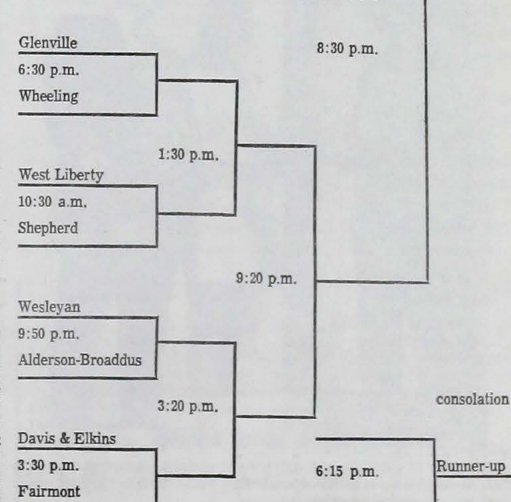 8:30 p.m.
Glenville
6:30 p.m.
Wheeling
1:30 p.m.
West Liberty
10:30 a.m.
Shepherd
9:20 p.m.
Wesleyan
9:50 p.m.
Alderson-Broaddus
3:20 p.m.
consolation
Davis & Elkins
3:30 p.m.
Fairmont
6:15 p.m.
Runner-up